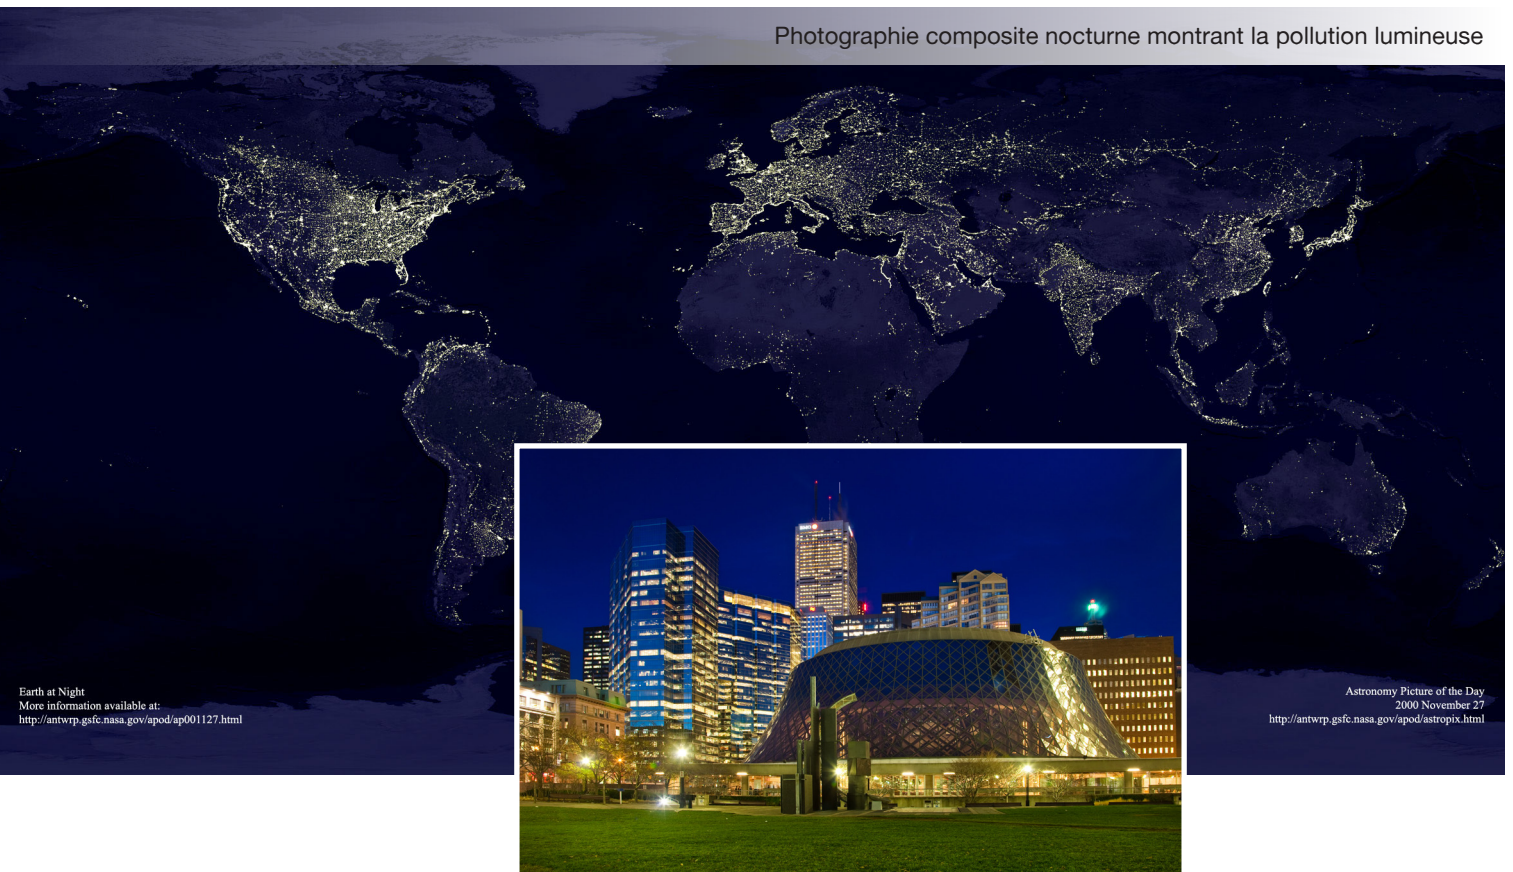 Photographie composite nocturne montrant la pollution lumineuse
BMO
Earth at Night
More information available at:
http://antwrp.gsfc.nasa.gov/apod/ap001127.html
Astronomy Picture of the Day
2000 November 27
http://antwrp.gsfc.nasa.gov/apod/astropix.html